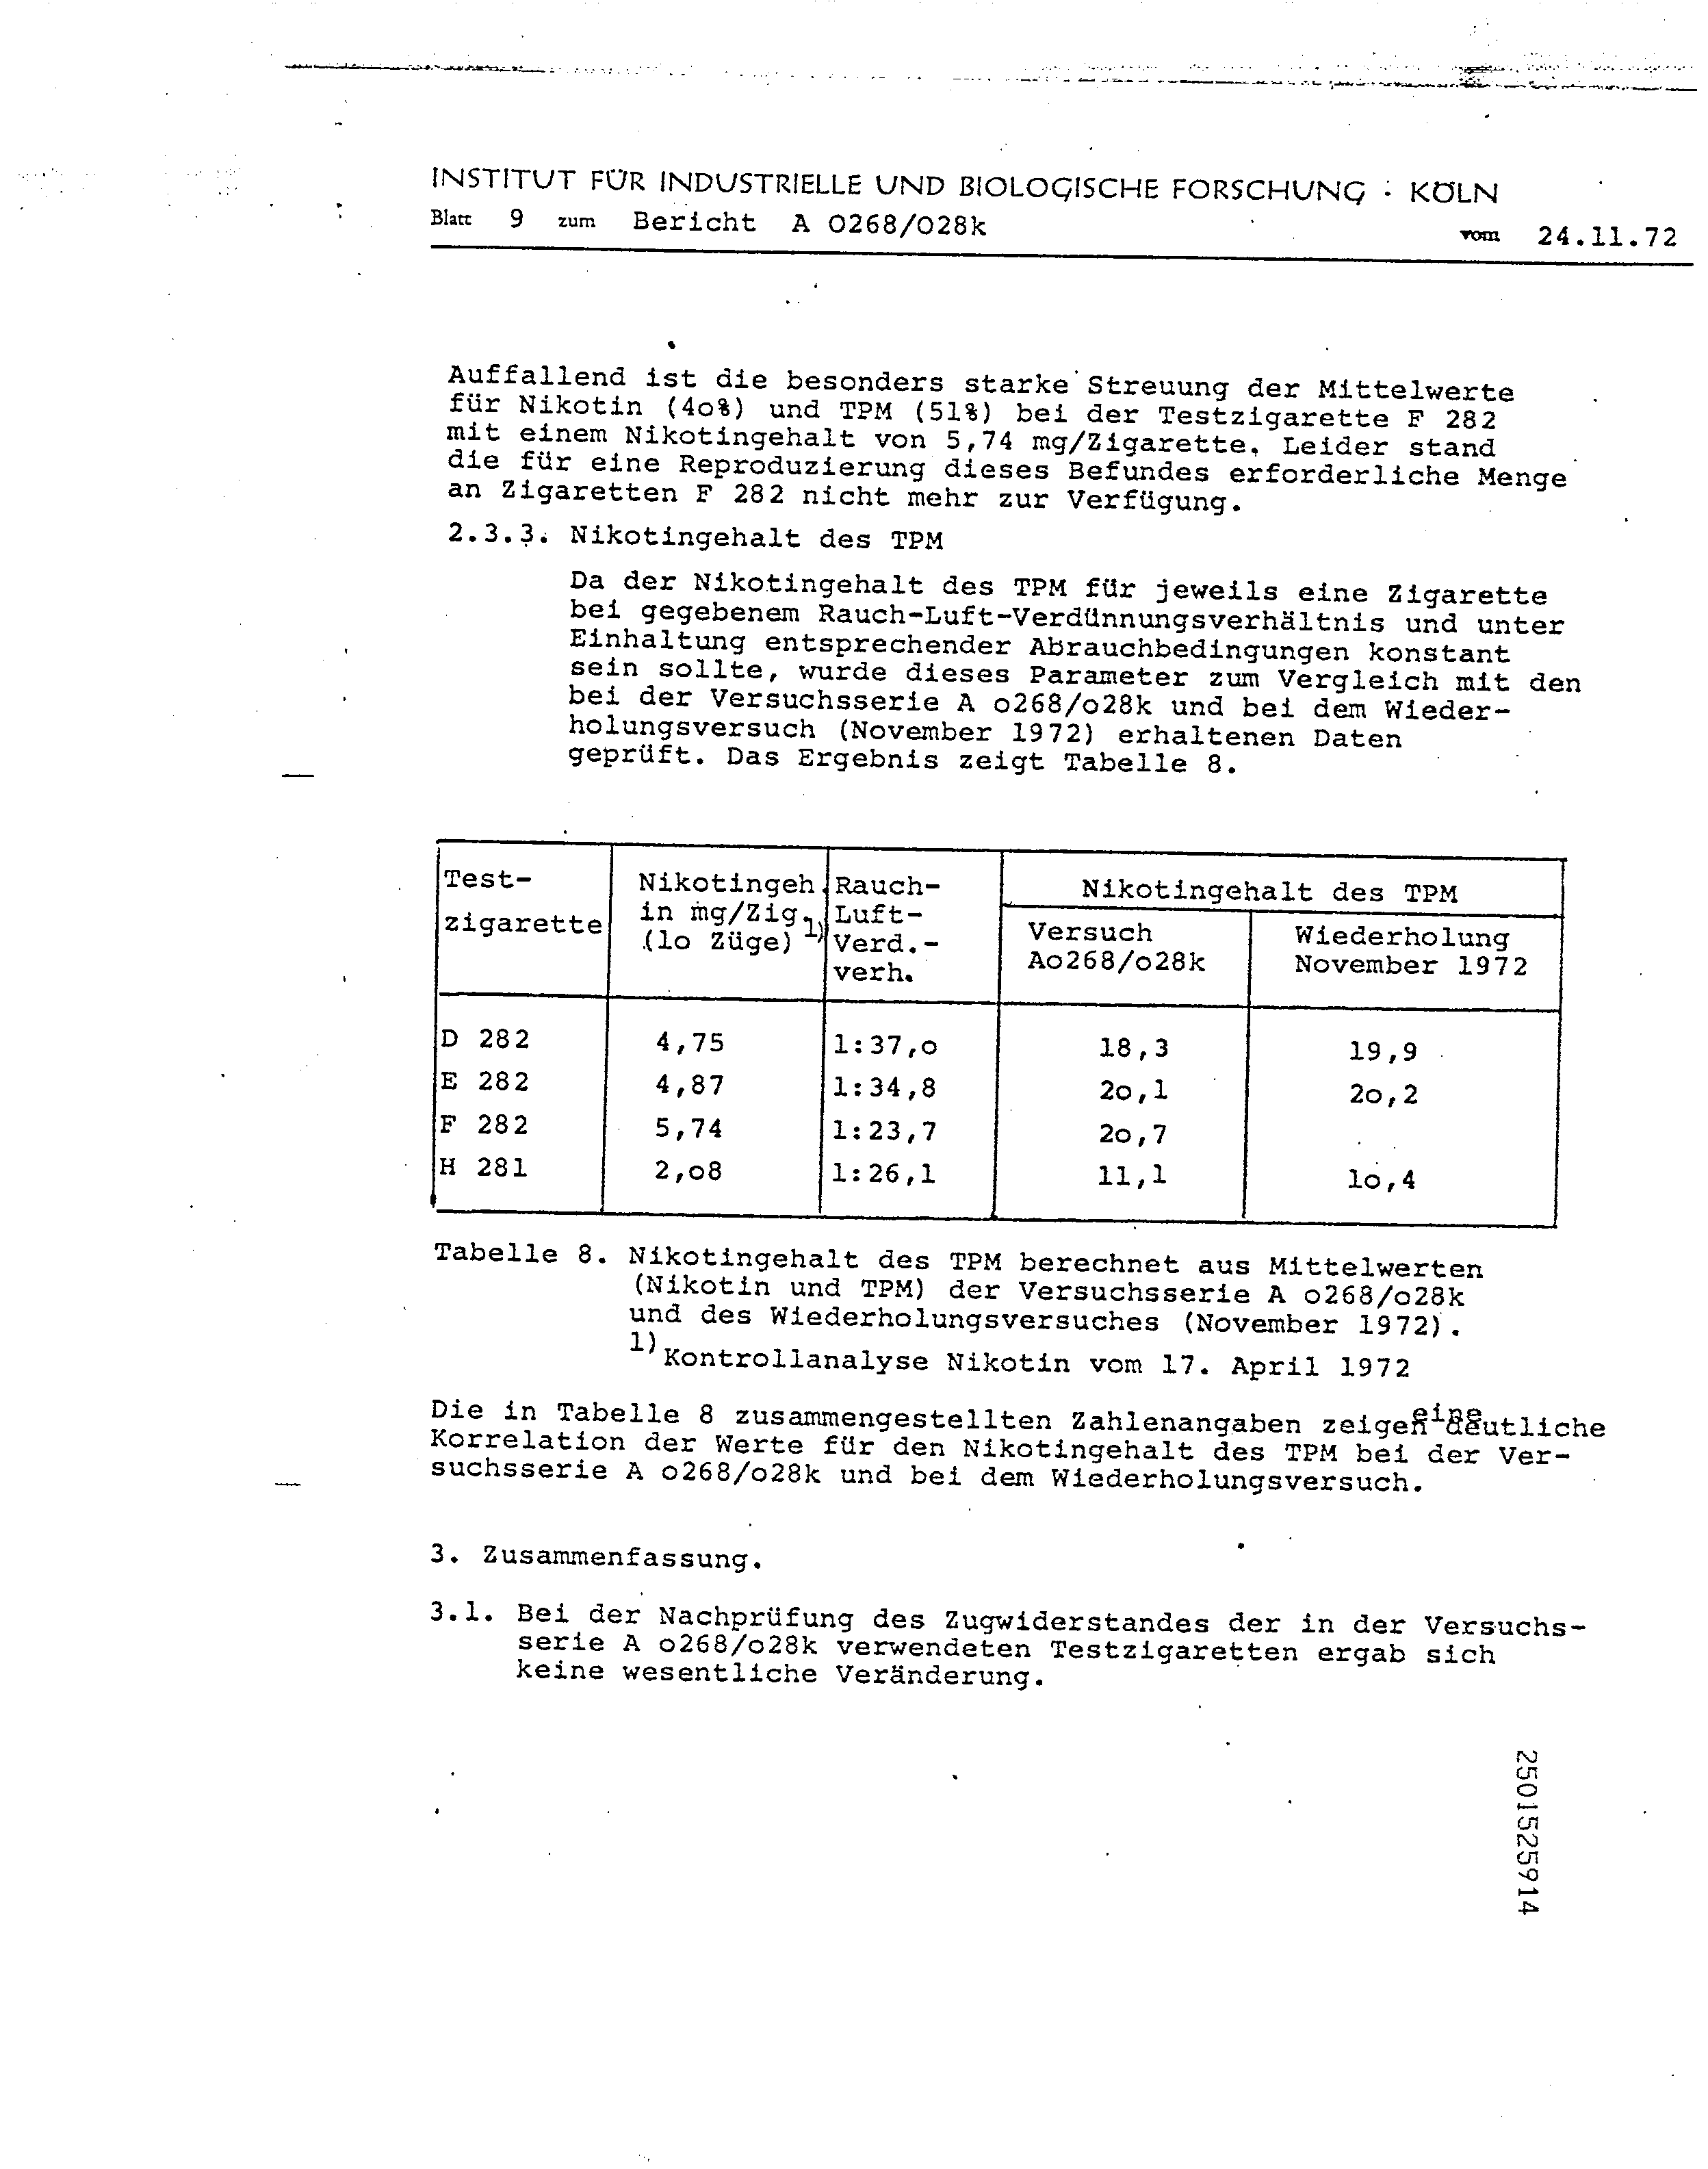 INSTITUT FÜR INDUSTRIELLE UND BIOLOGISCHE FORSCHUNG · KÖLN
Blatt 9 zum Bericht A O268/O28k vom 24.11.72
Auffallend ist die besonders starke Streuung der Mittelwerte
für Nikotin (4o%) und TPM (51%) bei der Testzigarette F 282
mit einem Nikotingehalt von 5,74 mg/Zigarette. Leider stand
die für eine Reproduzierung dieses Befundes erforderliche Menge
an Zigaretten F 282 nicht mehr zur Verfügung.
2.3.3. Nikotingehalt des TPM
Da der Nikotingehalt des TPM für jeweils eine Zigarette
bei gegebenem Rauch-Luft-Verdünnungsverhältnis und unter
Einhaltung entsprechender Abrauchbedingungen konstant
sein sollte, wurde dieses Parameter zum Vergleich mit den
bei der Versuchsserie A o268/o28k und bei dem Wieder-
holungsversuch (November 1972) erhaltenen Daten
geprüft. Das Ergebnis zeigt Tabelle 8.
Test-
zigarette
Nikotingeh.
in mg/Zig.
(lo Züge) 1)
Rauch-
Luft-
Verd.-
verh.
Nikotingehalt des TPM
Versuch
Ao268/o28k
Wiederholung
November 1972
D 282 4,75 1:37,o 18,3 19,9
E 282 4,87 1:34,8 2o,1 2o,2
F 282 5,74 1:23,7 2o,7
H 281 2,o8 1:26,1 11,1 lo,4
Tabelle 8. Nikotingehalt des TPM berechnet aus Mittelwerten
(Nikotin und TPM) der Versuchsserie A o268/o28k
und des Wiederholungsversuches (November 1972).
1) Kontrollanalyse Nikotin vom 17. April 1972
Die in Tabelle 8 zusammengestellten Zahlenangaben zeigen eine deutliche
Korrelation der Werte für den Nikotingehalt des TPM bei der Ver-
suchsserie A o268/o28k und bei dem Wiederholungsversuch.
3. Zusammenfassung.
3.1. Bei der Nachprüfung des Zugwiderstandes der in der Versuchs-
serie A o268/o28k verwendeten Testzigaretten ergab sich
keine wesentliche Veränderung.
2501525914